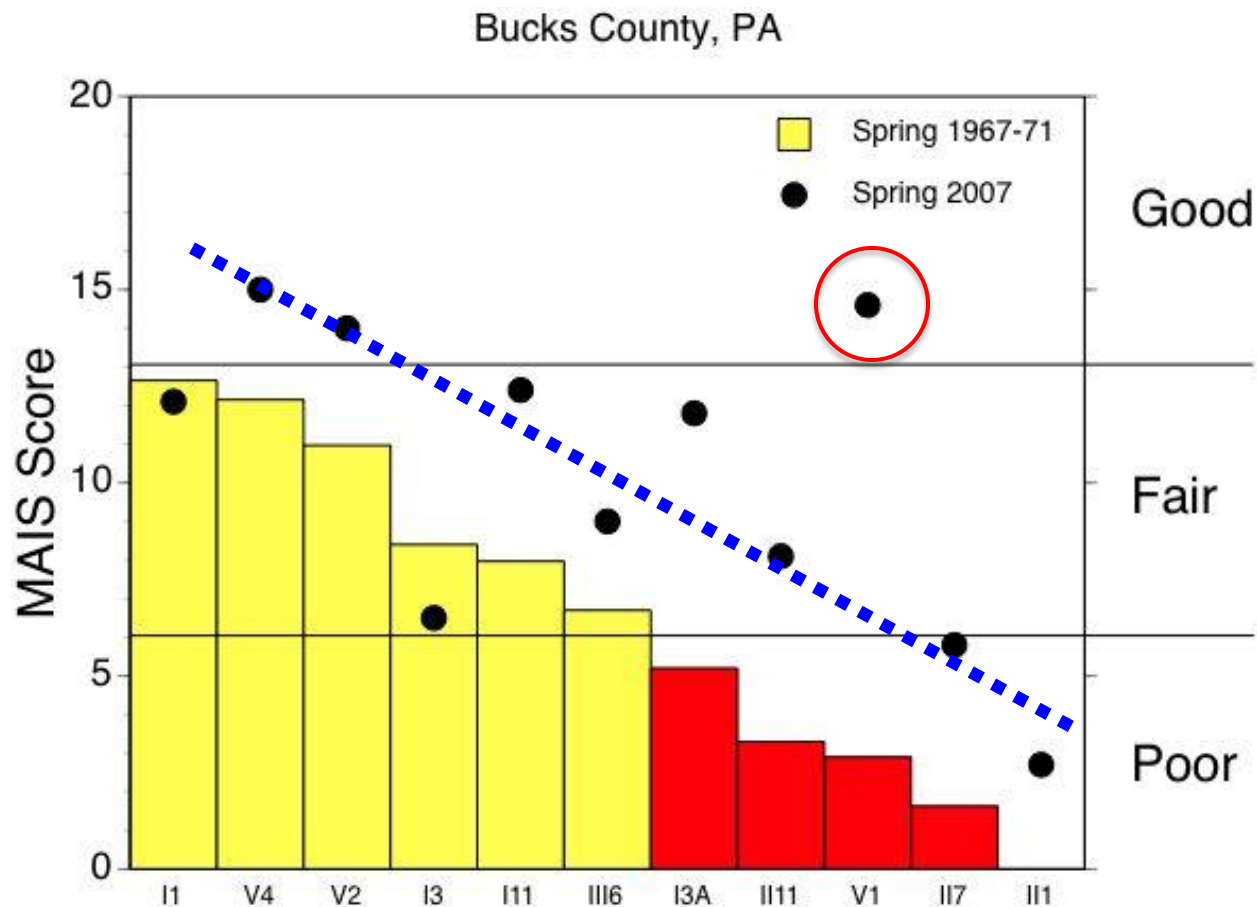 Bucks County, PA
20
Spring 1967-71
Spring 2007
Good
15
MAIS Score
10
Fair
5
Poor
0
I1 V4 V2 I3 I11 III6 I3A II11 V1 II7 II1